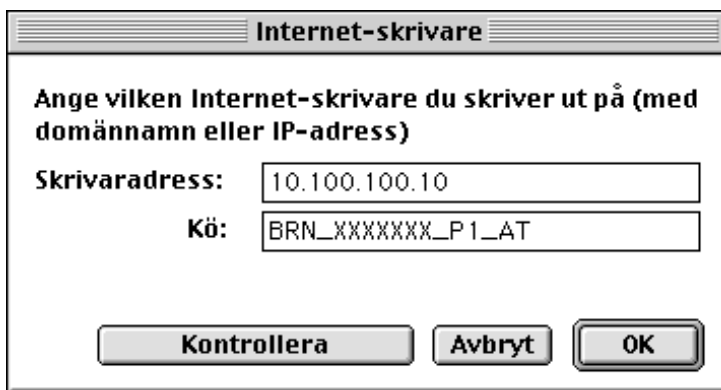 Internet-skrivare
Ange vilken Internet-skrivare du skriver ut på (med
domännamn eller IP-adress)
Skrivaradress: 10.100.100.10
Kö: BRN_XXXXXXX_P1_AT
Kontrollera Avbryt OK